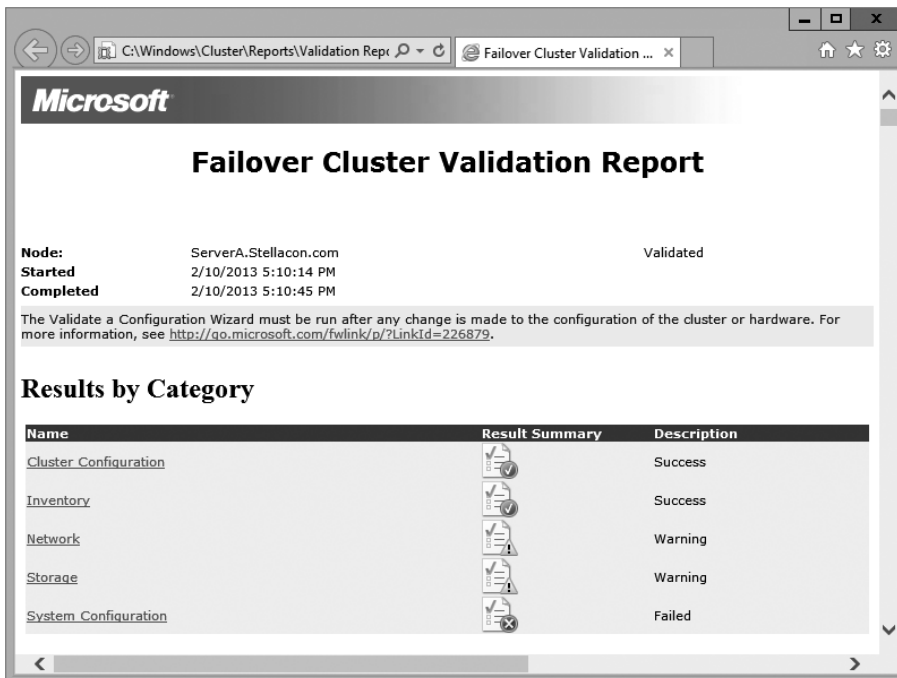 C:\Windows\Cluster\Reports\Validation Repc
Failover Cluster Validation ...
Microsoft
Failover Cluster Validation Report
Node: ServerA.Stellacon.com Validated
Started 2/10/2013 5:10:14 PM
Completed 2/10/2013 5:10:45 PM
The Validate a Configuration Wizard must be run after any change is made to the configuration of the cluster or hardware. For
more information, see http://go.microsoft.com/fwlink/p/?LinkId=226879.
Results by Category
Name Result Summary Description
Cluster Configuration Success
Inventory Success
Network Warning
Storage Warning
System Configuration Failed